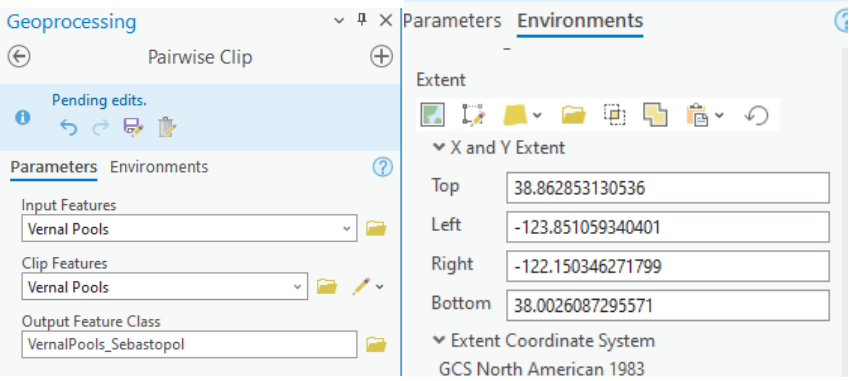 Geoprocessing
Pairwise Clip
Pending edits.
Parameters Environments
Input Features
Vernal Pools
Clip Features
Vernal Pools
Output Feature Class
VernalPools_Sebastopol
Parameters Environments
Extent
X and Y Extent
Top 38.862853130536
Left -123.851059340401
Right -122.150346271799
Bottom 38.0026087295571
Extent Coordinate System
GCS North American 1983